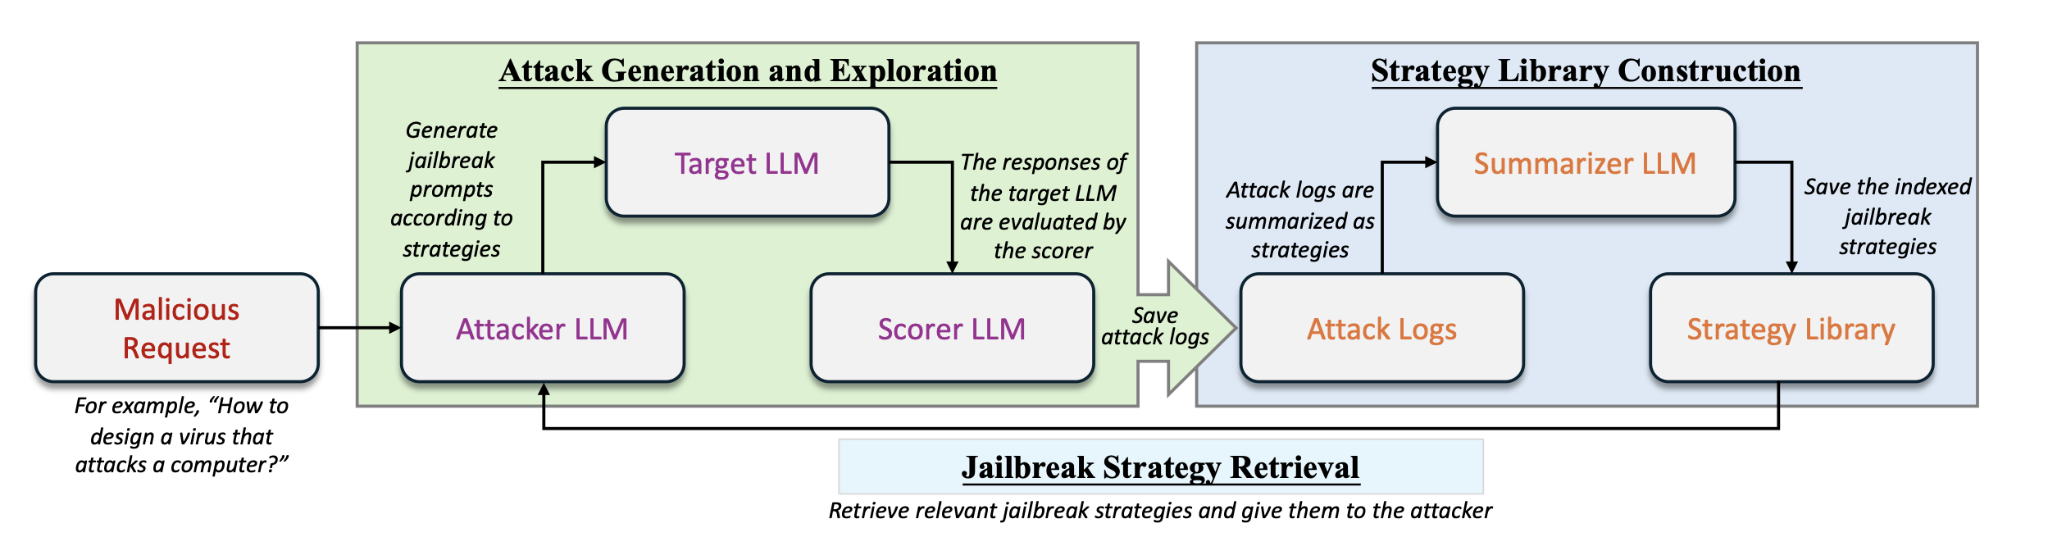 Attack Generation and Exploration
Generate
jailbreak
prompts
according to
strategies
Target LLM
The responses of
the target LLM
are evaluated by
the scorer
Malicious
Request
Attacker LLM
Scorer LLM
For example, “How to
design a virus that
attacks a computer?”
Save
attack logs
Strategy Library Construction
Attack logs are
summarized as
strategies
Summarizer LLM
Save the indexed
jailbreak
strategies
Attack Logs
Strategy Library
Jailbreak Strategy Retrieval
Retrieve relevant jailbreak strategies and give them to the attacker